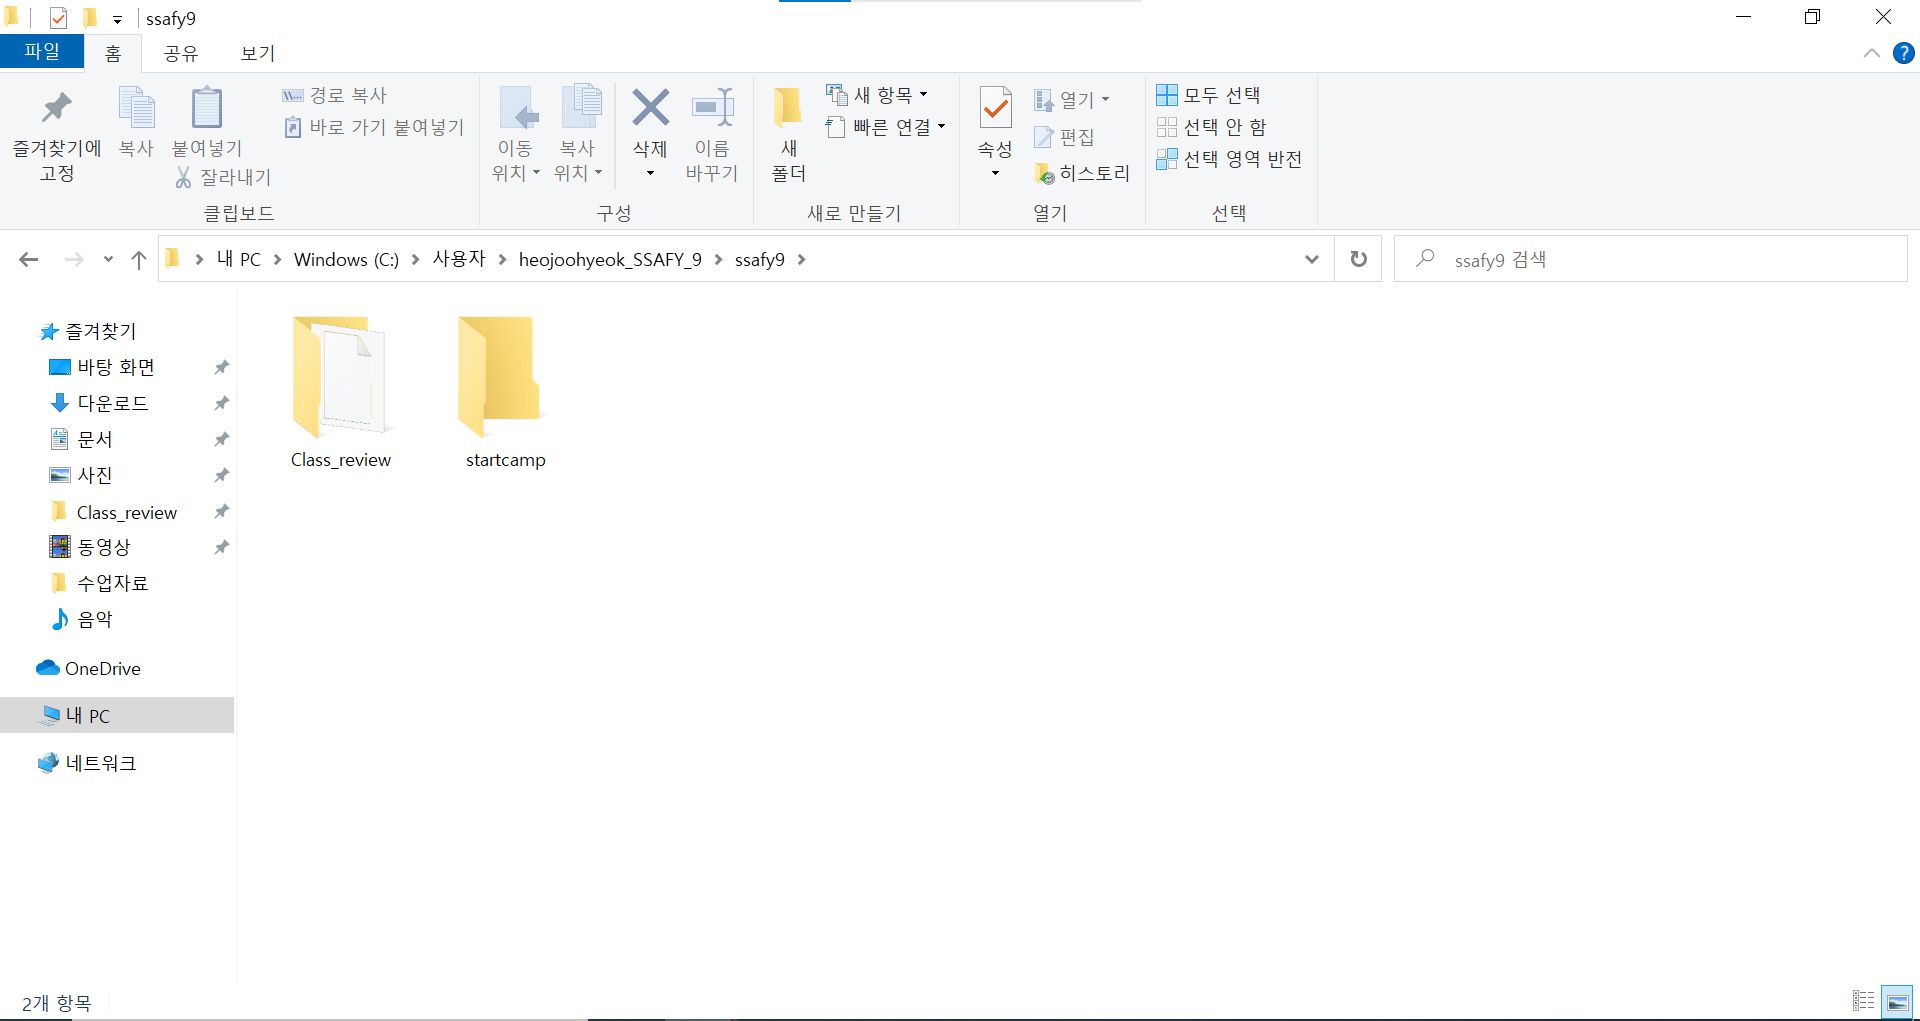 ssafy9
파일 홈 공유 보기
즐겨찾기에
고정
복사
붙여넣기
잘라내기
경로 복사
바로 가기 붙여넣기
클립보드
이동
위치
복사
위치
삭제
이름
바꾸기
구성
새
폴더
새 항목
빠른 연결
새로 만들기
속성
열기
편집
히스토리
열기
모두 선택
선택 안 함
선택 영역 반전
선택
내 PC > Windows (C:) > 사용자 > heojoohyeok_SSAFY_9 > ssafy9 >
ssafy9 검색
즐겨찾기
바탕 화면
다운로드
문서
사진
Class_review
동영상
수업자료
음악
OneDrive
내 PC
네트워크
Class_review
startcamp
2개 항목